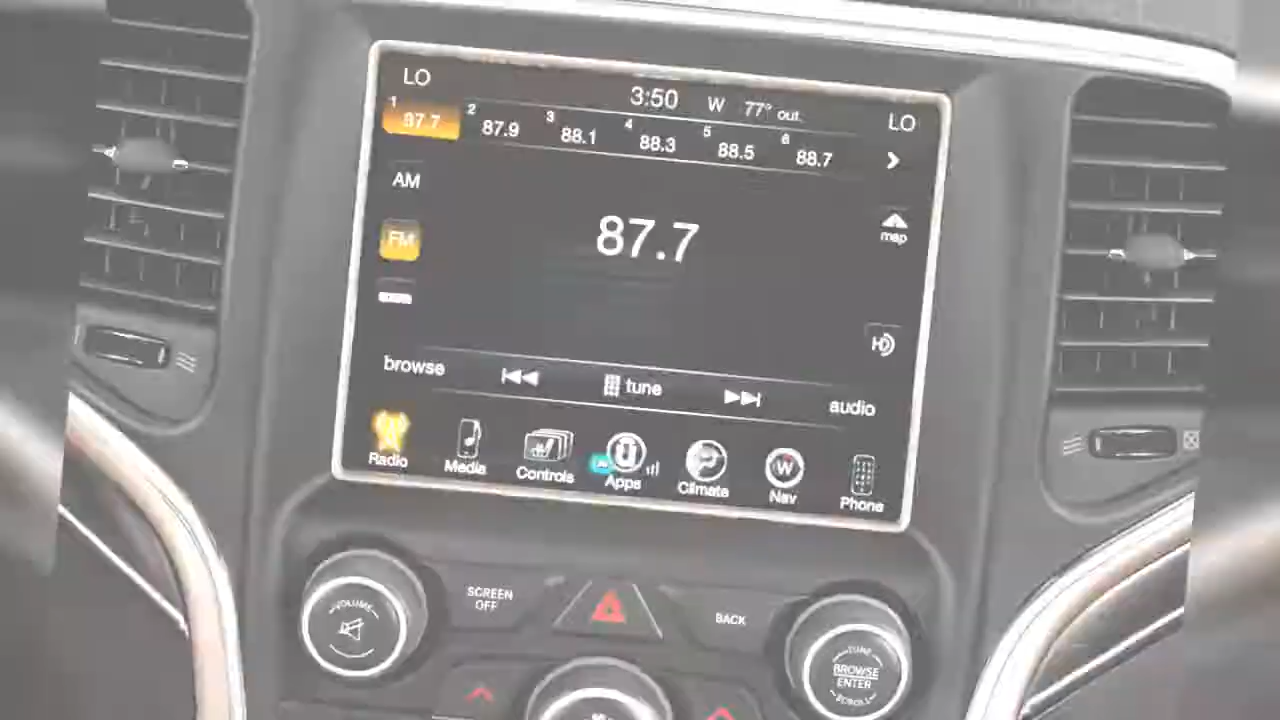 LO 3:50 W 77° out. LO
1 87.7 2 87.9 3 88.1 4 88.3 5 88.5 6 88.7
AM
87.7
map
FM
HD
browse tune audio
Radio Media Controls Apps Climate Nav Phone
W
VOLUME
SCREEN
OFF
BACK
TUNE
BROWSE
ENTER
SCROLL